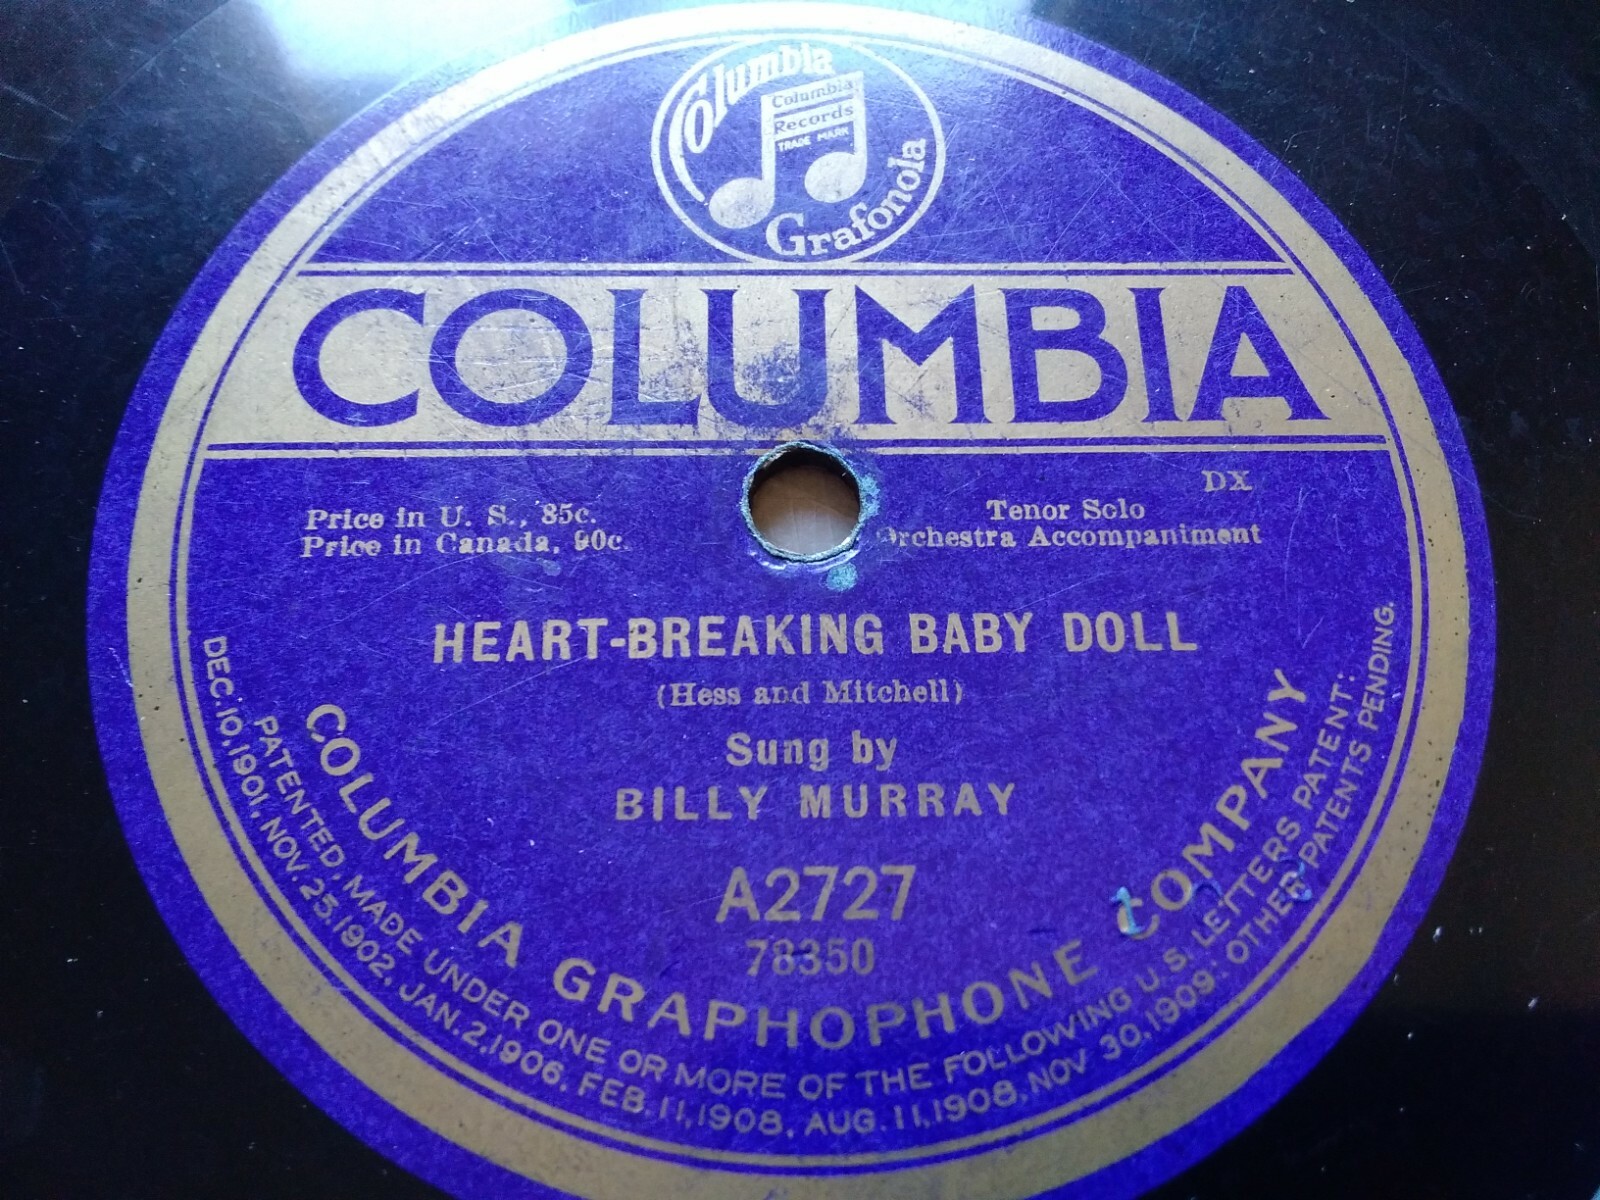 Columbia
Columbia
Records
TRADE MARK
Grafonola
COLUMBIA
DX
Price in U. S., 85c.
Price in Canada, 90c.
Tenor Solo
Orchestra Accompaniment
HEART-BREAKING BABY DOLL
(Hess and Mitchell)
Sung by
BILLY MURRAY
A2727
78350
COLUMBIA GRAPHOPHONE COMPANY
PATENTED, MADE UNDER ONE OR MORE OF THE FOLLOWING U.S. LETTERS PATENT:
DEC. 10, 1901, NOV. 25, 1902, JAN. 2, 1906, FEB. 11, 1908, AUG. 11, 1908, NOV 30, 1909: OTHER PATENTS PENDING.